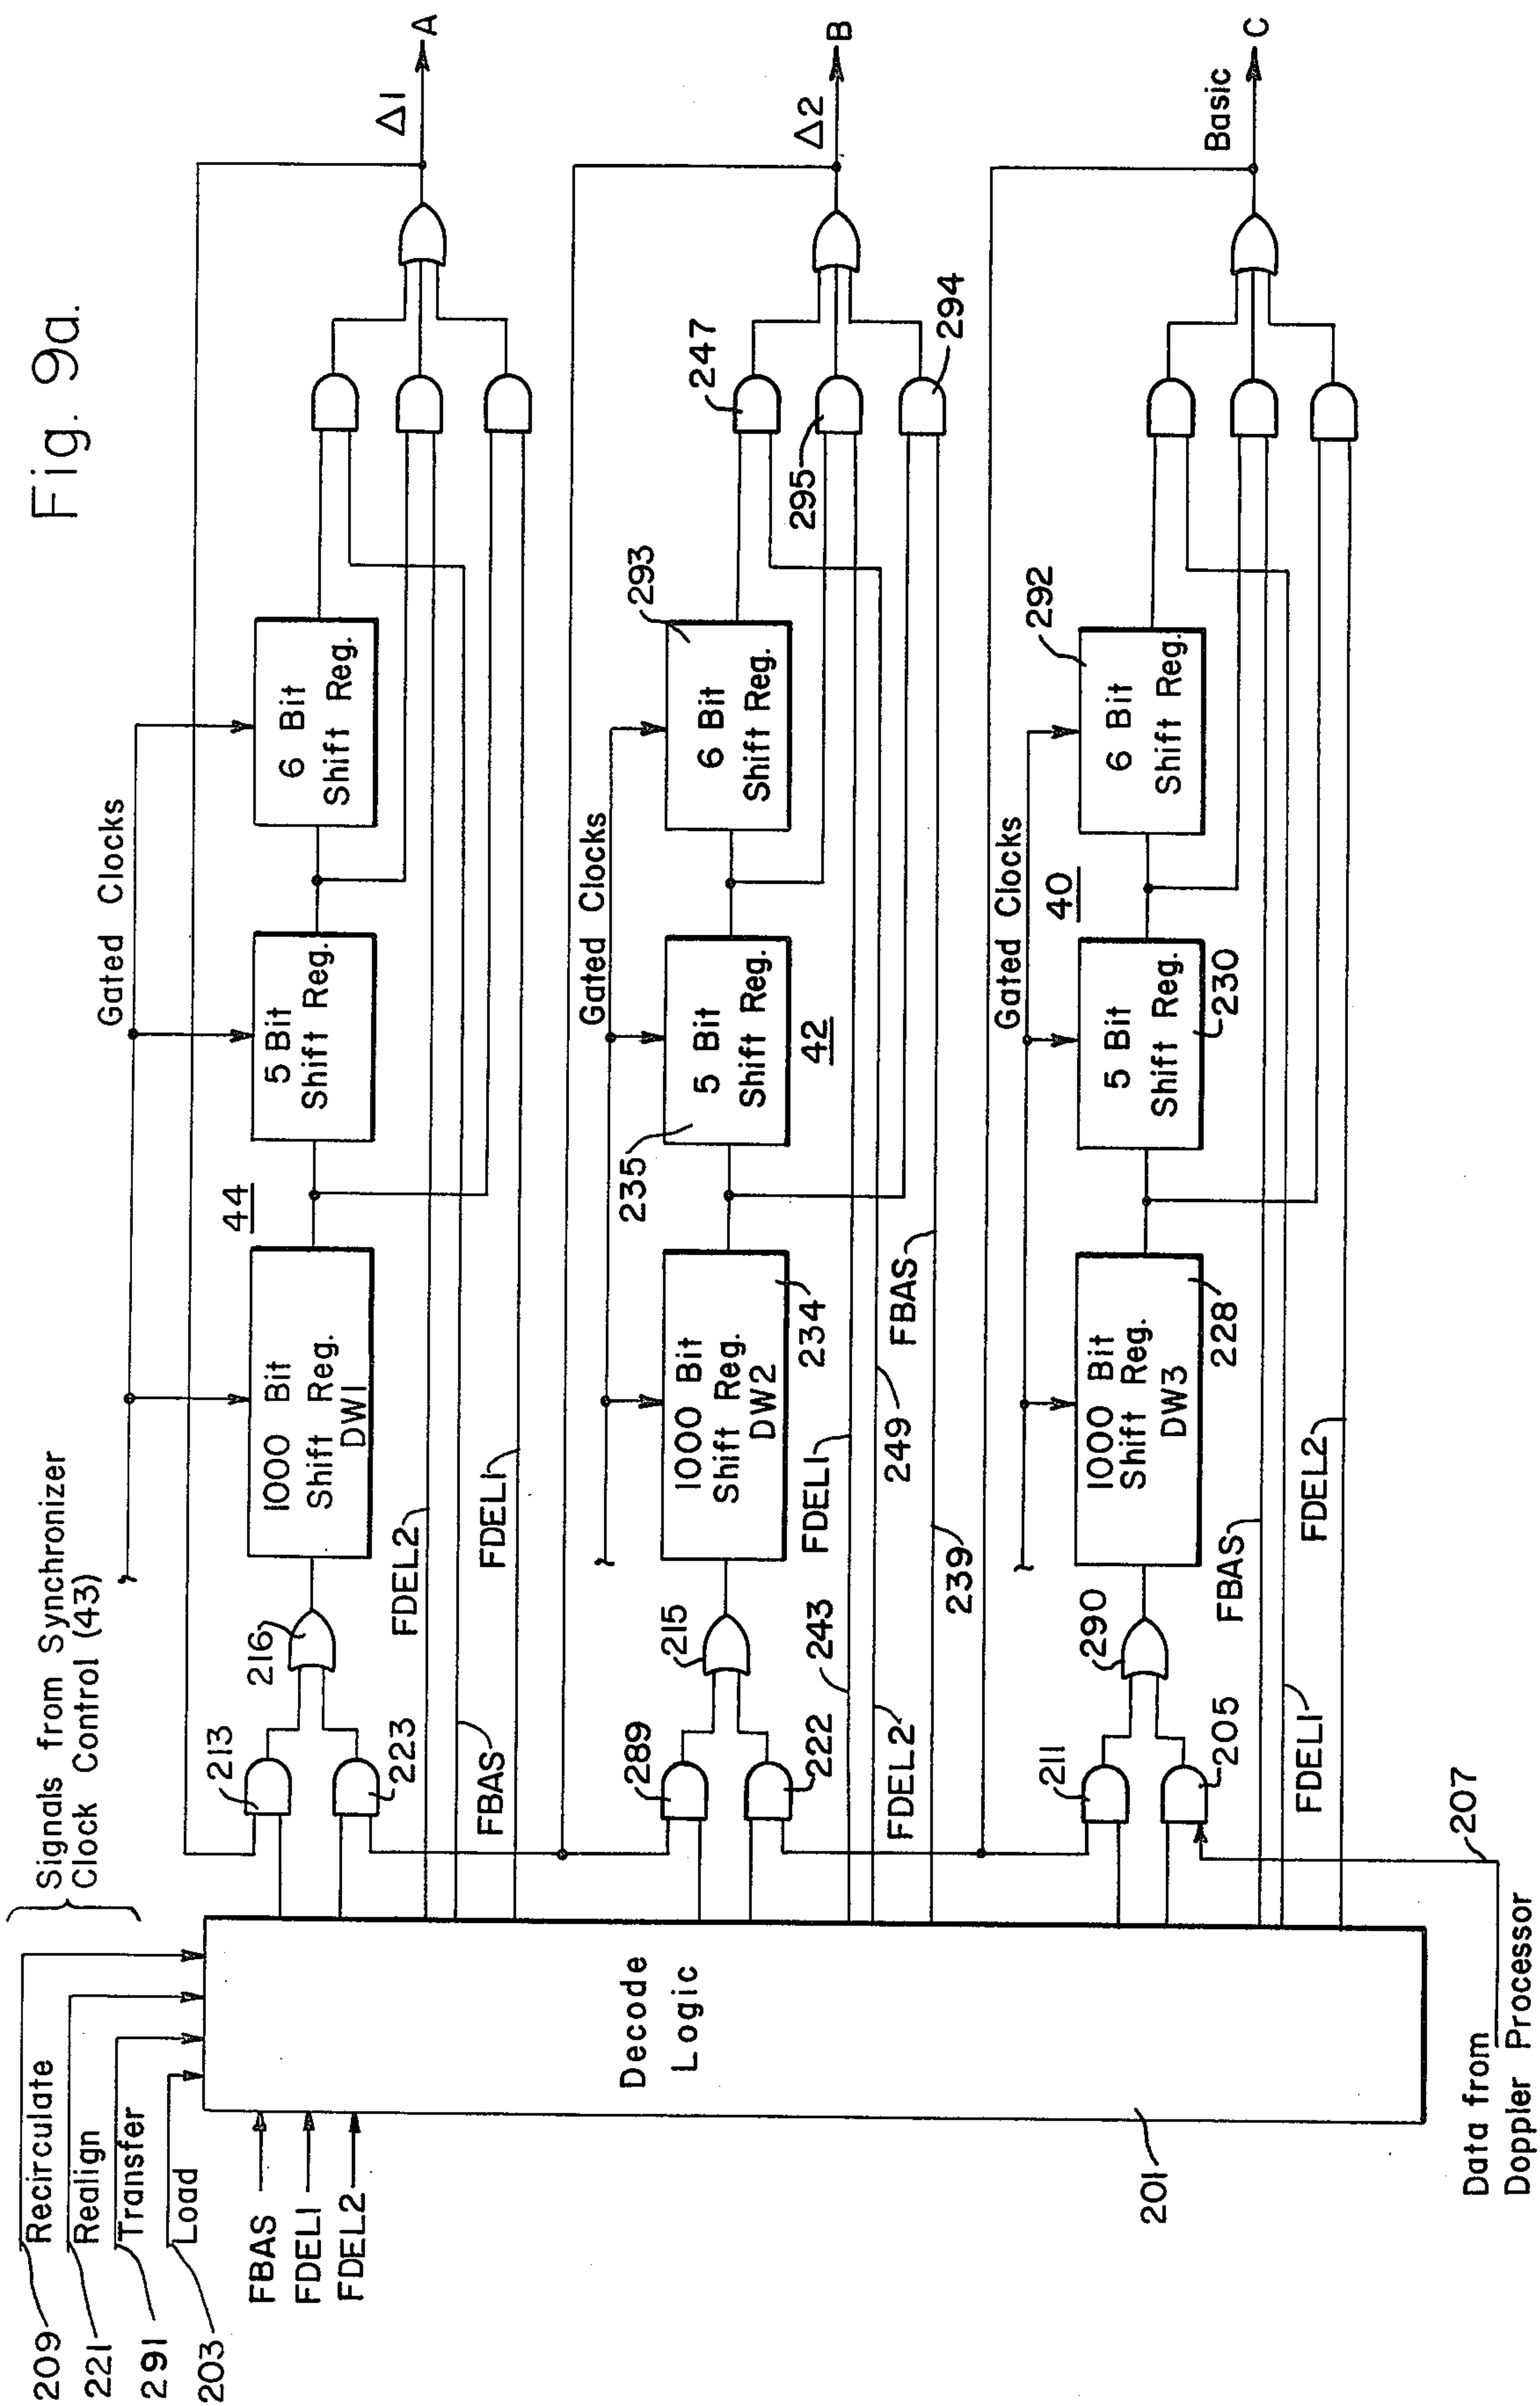 Fig. 9a.
209
Recirculate
221
Realign
291
Transfer
203
Load
Signals from Synchronizer
Clock Control (43)
FBAS
FDEL1
FDEL2
Decode
Logic
201
Data from
Doppler Processor
207
213
223
216
Gated Clocks
44
1000 Bit
Shift Reg.
DW1
5 Bit
Shift Reg.
6 Bit
Shift Reg.
FDEL2
FBAS
FDEL1
Δ1
A
289
222
215
Gated Clocks
42
1000 Bit
Shift Reg.
DW2
234
235
5 Bit
Shift Reg.
6 Bit
Shift Reg.
293
247
295
294
FDEL1
243
FDEL2
249
FBAS
239
Δ2
B
211
205
290
Gated Clocks
40
1000 Bit
Shift Reg.
DW3
228
5 Bit
Shift Reg.
230
6 Bit
Shift Reg.
292
FBAS
FDEL1
FDEL2
Basic
C